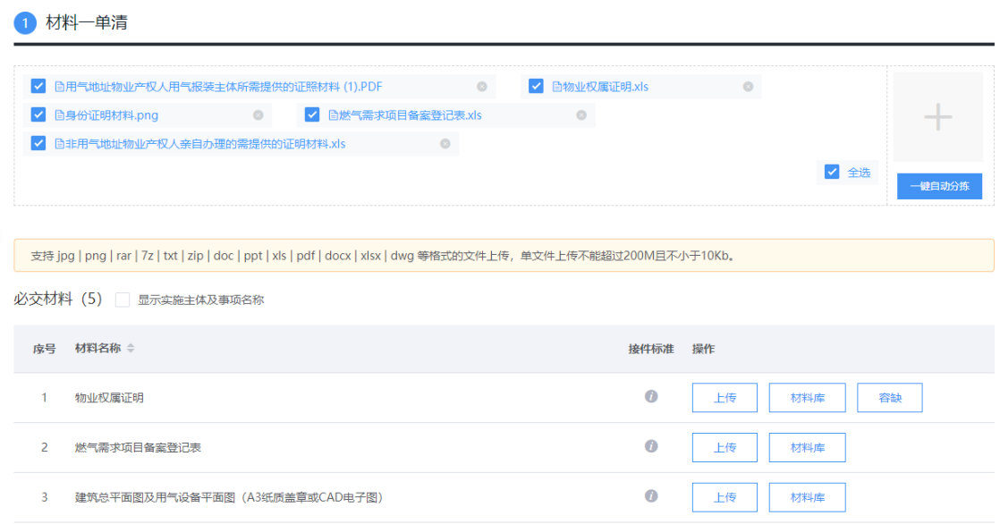 1 材料一单清
用气地址物业产权人用气报装主体所需提供的证照材料 (1).PDF 物业权属证明.xls
身份证明材料.png 燃气需求项目备案登记表.xls
非用气地址物业产权人亲自办理的需提供的证明材料.xls
全选
一键自动分拣
支持 jpg | png | rar | 7z | txt | zip | doc | ppt | xls | pdf | docx | xlsx | dwg 等格式的文件上传，单文件上传不能超过200M且不小于10Kb。
必交材料（5） 显示实施主体及事项名称
序号 材料名称 接件标准 操作
1 物业权属证明 上传 材料库 容缺
2 燃气需求项目备案登记表 上传 材料库
3 建筑总平面图及用气设备平面图（A3纸质盖章或CAD电子图） 上传 材料库